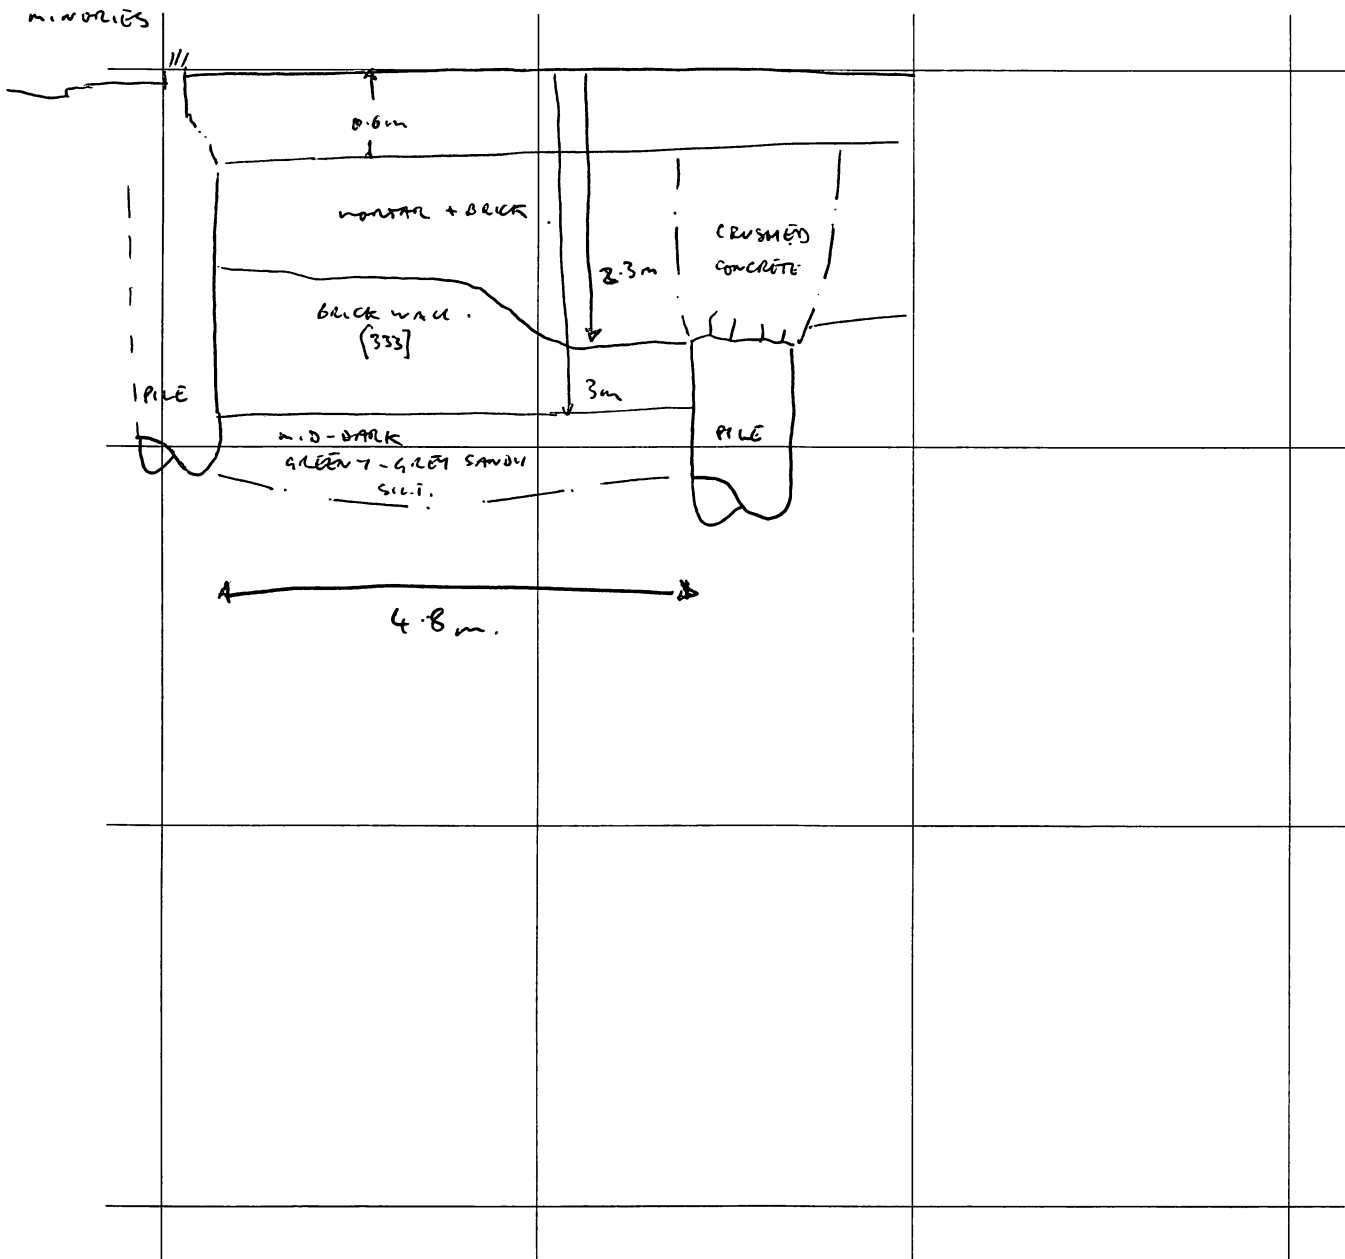 MINORIES
0.6m
MORTAR + BRICK
CRUSHED
CONCRETE
2.3m
BRICK WALL.
[333]
3m
PILE
PILE
MID-DARK
GREENY-GREY SANDY
SILT.
4.8m.